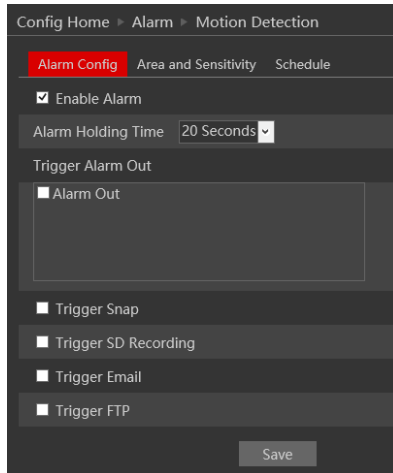 Config Home ▶ Alarm ▶ Motion Detection
Alarm Config Area and Sensitivity Schedule
Enable Alarm
Alarm Holding Time 20 Seconds
Trigger Alarm Out
Alarm Out
Trigger Snap
Trigger SD Recording
Trigger Email
Trigger FTP
Save